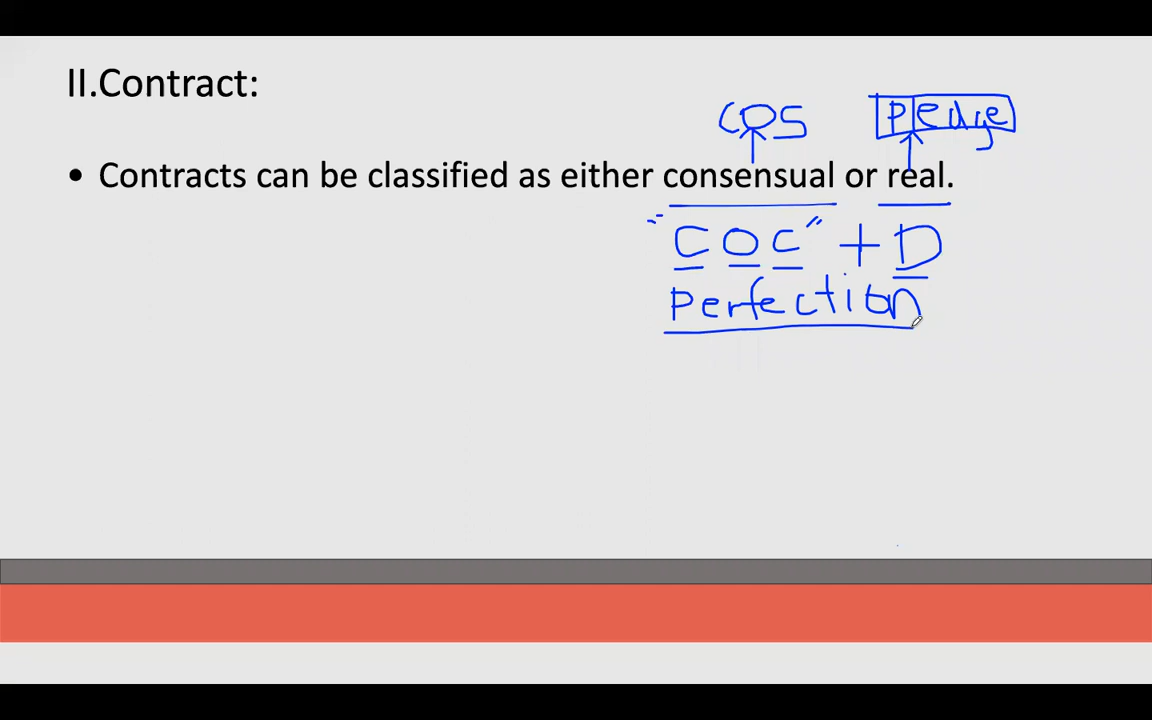 II.Contract:
COS pledge
• Contracts can be classified as either consensual or real.
"COC" + D
Perfection